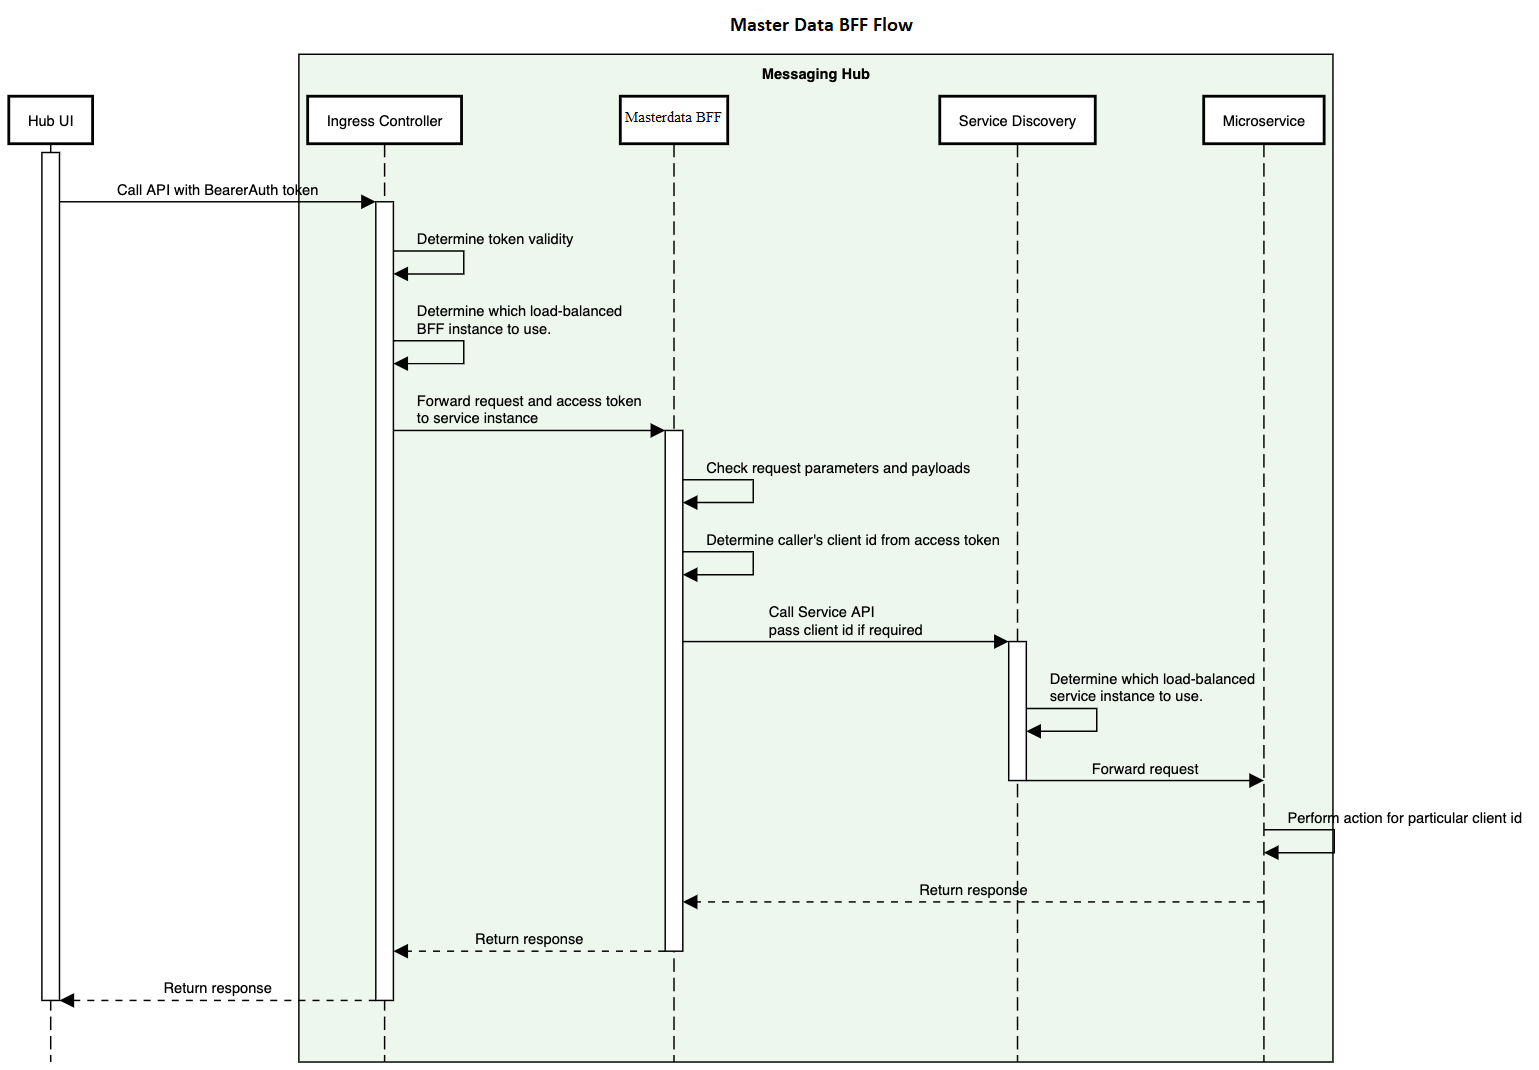 Master Data BFF Flow
Messaging Hub
Hub UI
Ingress Controller
Masterdata BFF
Service Discovery
Microservice
Call API with BearerAuth token
Determine token validity
Determine which load-balanced
BFF instance to use.
Forward request and access token
to service instance
Check request parameters and payloads
Determine caller's client id from access token
Call Service API
pass client id if required
Determine which load-balanced
service instance to use.
Forward request
Perform action for particular client id
Return response
Return response
Return response